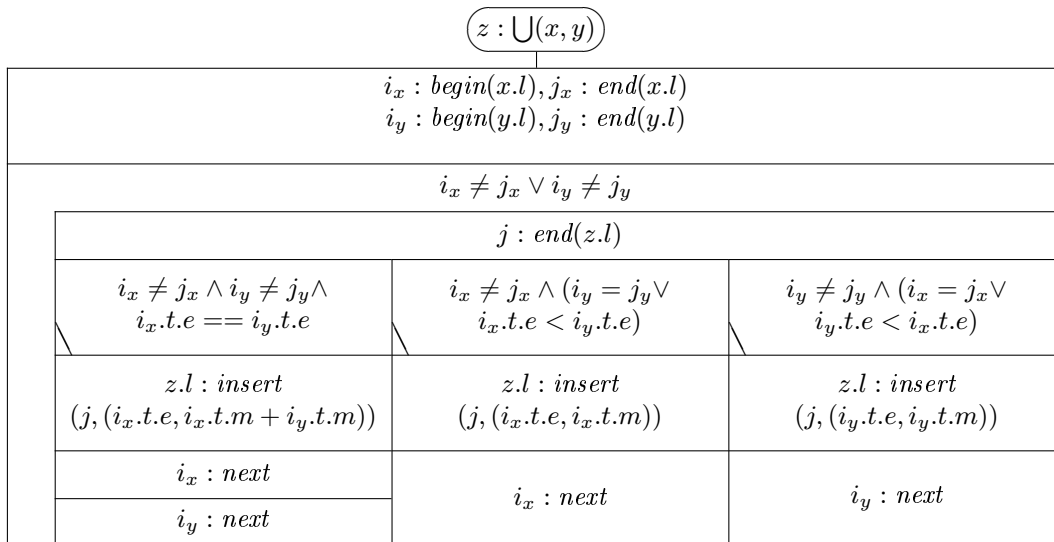 z : ⋃(x, y)
i_x : begin(x.l), j_x : end(x.l)
i_y : begin(y.l), j_y : end(y.l)
i_x ≠ j_x ∨ i_y ≠ j_y
j : end(z.l)
i_x ≠ j_x ∧ i_y ≠ j_y∧
i_x.t.e == i_y.t.e
i_x ≠ j_x ∧ (i_y = j_y∨
i_x.t.e < i_y.t.e)
i_y ≠ j_y ∧ (i_x = j_x∨
i_y.t.e < i_x.t.e)
z.l : insert
(j, (i_x.t.e, i_x.t.m + i_y.t.m))
z.l : insert
(j, (i_x.t.e, i_x.t.m))
z.l : insert
(j, (i_y.t.e, i_y.t.m))
i_x : next
i_y : next
i_x : next
i_y : next